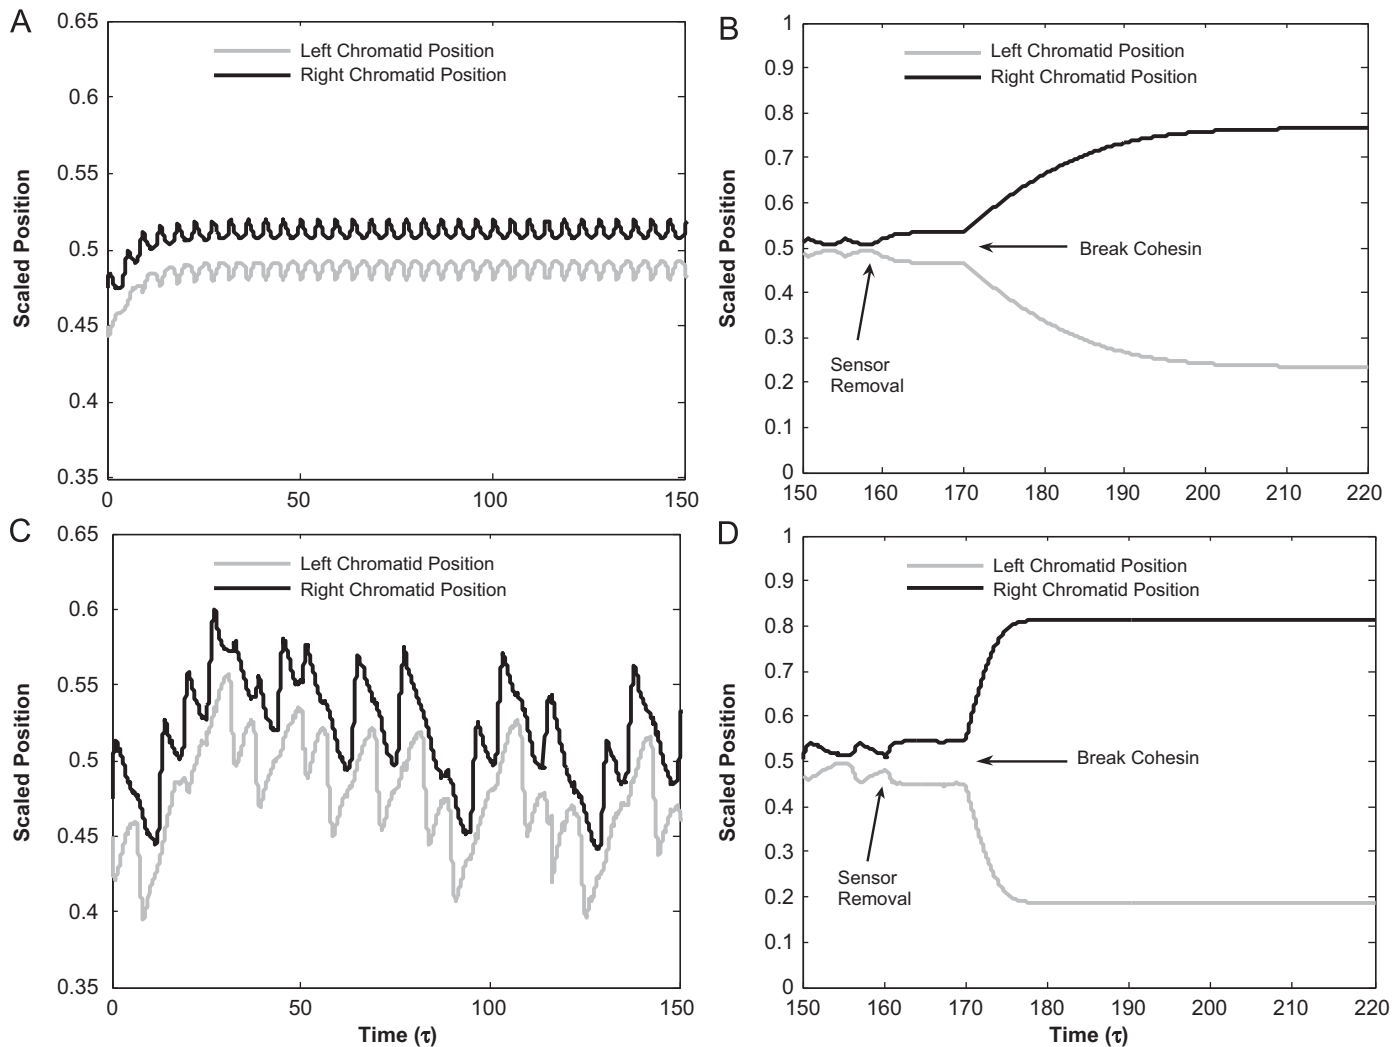 A
0.65
0.6
0.55
0.5
0.45
0.4
0.35
Scaled Position
Left Chromatid Position
Right Chromatid Position
0
50
100
150
B
1
0.9
0.8
0.7
0.6
0.5
0.4
0.3
0.2
0.1
0
Scaled Position
Left Chromatid Position
Right Chromatid Position
Break Cohesin
Sensor
Removal
150
160
170
180
190
200
210
220
C
0.65
0.6
0.55
0.5
0.45
0.4
0.35
Scaled Position
Left Chromatid Position
Right Chromatid Position
0
50
100
150
Time (τ)
D
1
0.9
0.8
0.7
0.6
0.5
0.4
0.3
0.2
0.1
0
Scaled Position
Left Chromatid Position
Right Chromatid Position
Break Cohesin
Sensor
Removal
150
160
170
180
190
200
210
220
Time (τ)